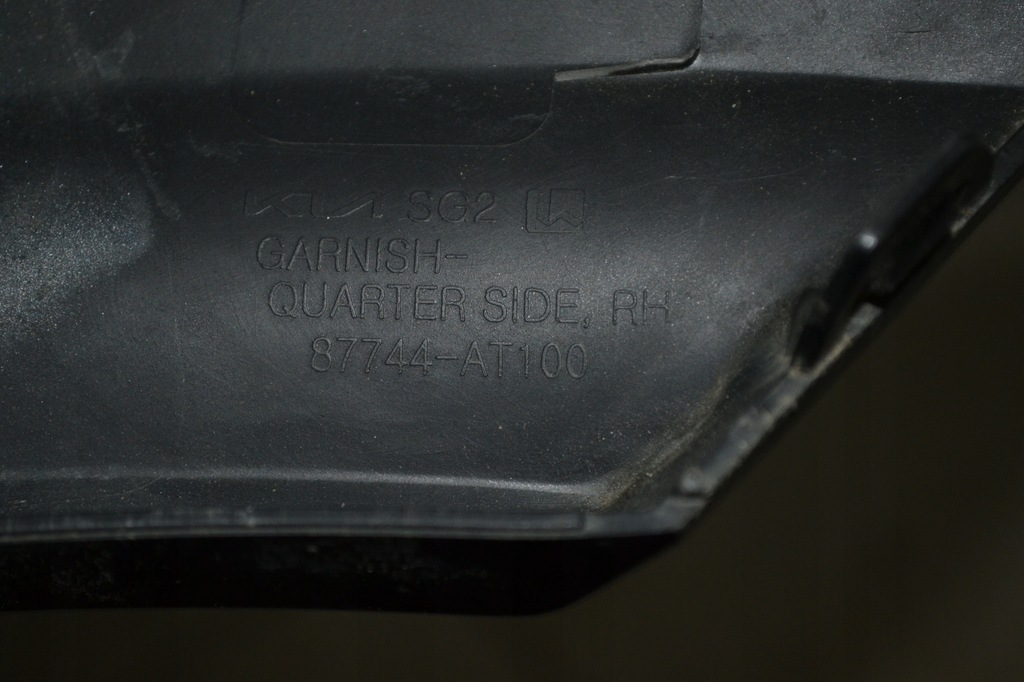 KIA SG2
GARNISH-
QUARTER SIDE, RH
87744-AT100